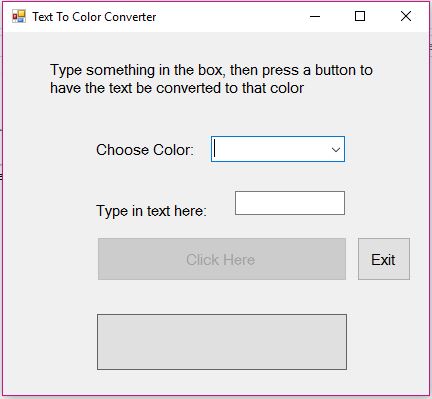 Text To Color Converter
Type something in the box, then press a button to
have the text be converted to that color
Choose Color:
Type in text here:
Click Here
Exit